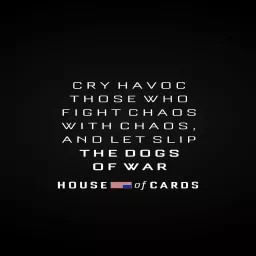 CRY HAVOC
THOSE WHO
FIGHT CHAOS
WITH CHAOS,
AND LET SLIP
THE DOGS
OF WAR
HOUSE of CARDS